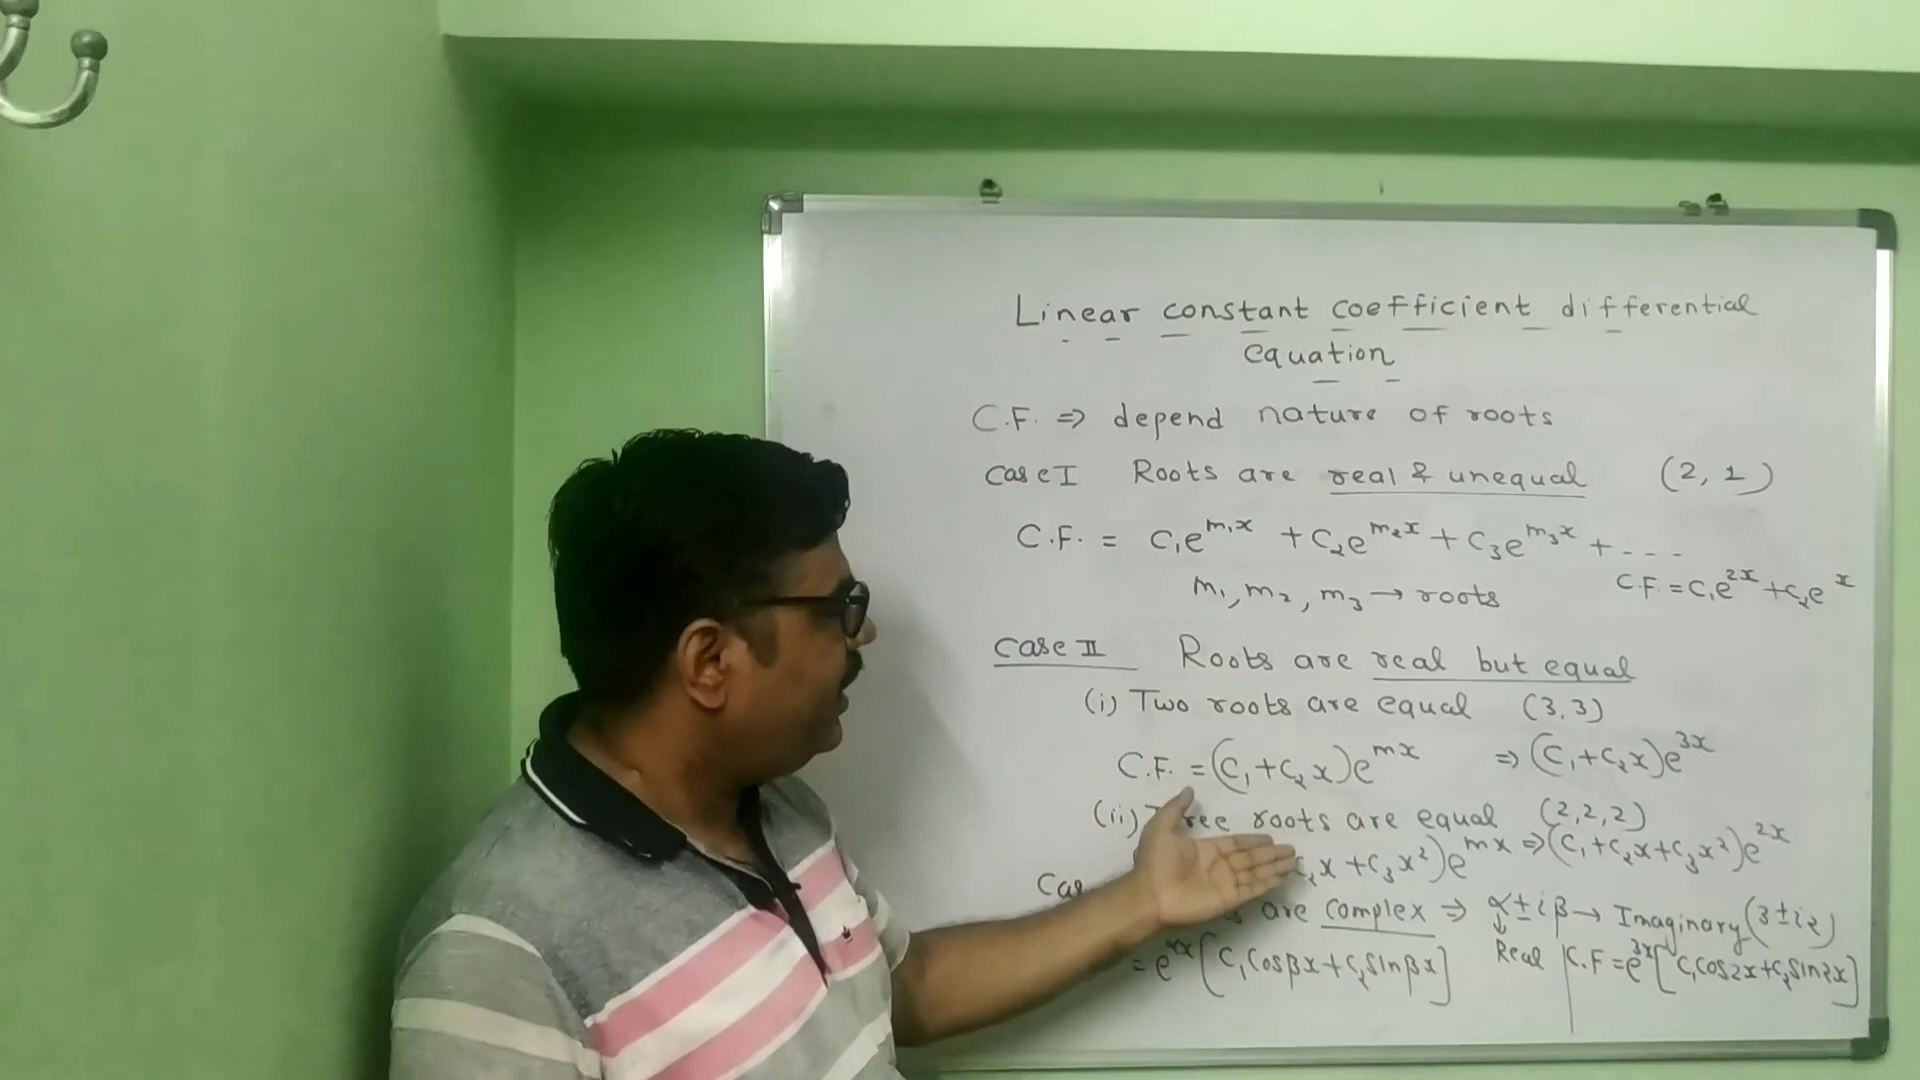 Linear constant coefficient differential
equation
C.F. ⇒ depend nature of roots
Case I Roots are real & unequal (2, 1)
C.F. = C₁e^m₁x + C₂e^m₂x + C₃e^m₃x + - - - -
m₁, m₂, m₃ → roots C.F. = C₁e^2x + C₂e^x
Case II Roots are real but equal
(i) Two roots are equal (3,3)
C.F. = (C₁ + C₂x)e^mx ⇒ (C₁ + C₂x)e^3x
(ii) roots are equal (2,2,2)
C₂x + C₃x²)e^mx ⇒ (C₁ + C₂x + C₃x²)e^2x
are complex ⇒ α ± iβ → Imaginary (3 ± i2)
Real
= e^αx [C₁Cosβx + C₂Sinβx] C.F = e^3x [C₁Cos2x + C₂Sin2x]